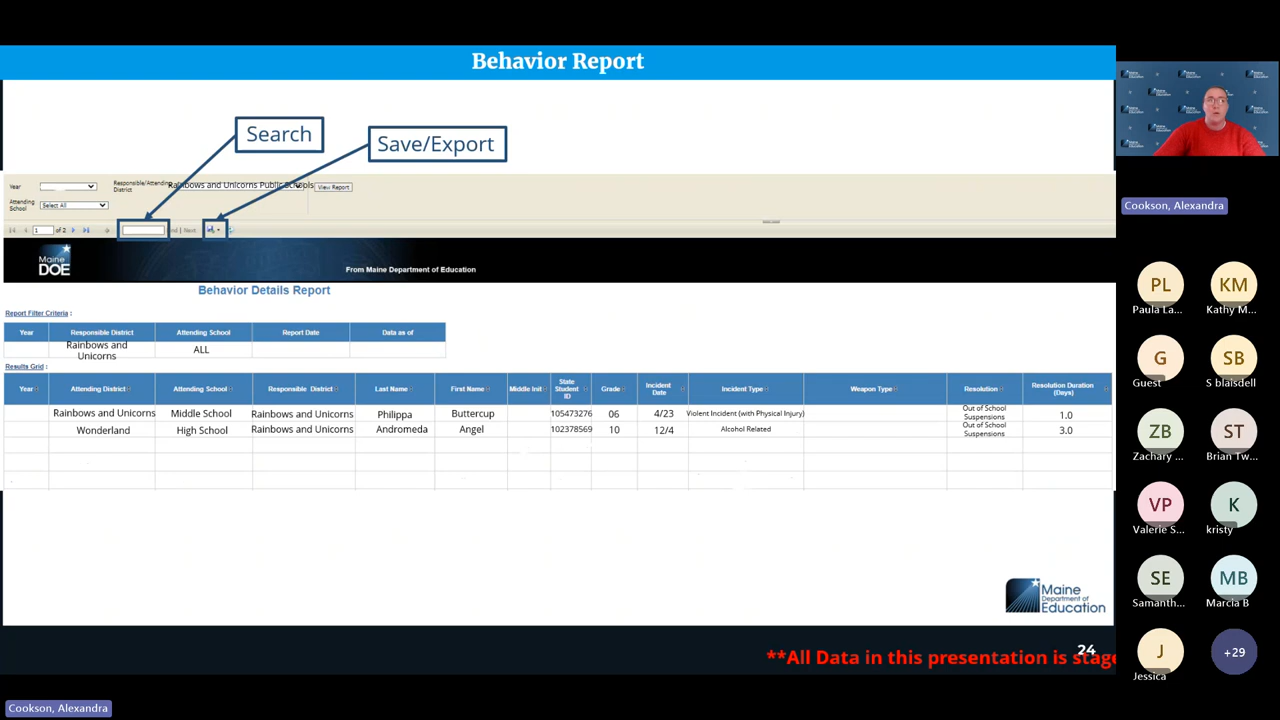 Behavior Report
Search
Save/Export
Year
Responsible/Attending District
Rainbows and Unicorns Public Schools
View Report
Attending School
Select All
1 of 2
Next
Maine
DOE
From Maine Department of Education
Behavior Details Report
Report Filter Criteria :
Year Responsible District Attending School Report Date Data as of
Rainbows and Unicorns ALL
Results Grid :
Year Attending District Attending School Responsible District Last Name First Name Middle Init State Student ID Grade Incident Date Incident Type Weapon Type Resolution Resolution Duration (Days)
Rainbows and Unicorns Middle School Rainbows and Unicorns Philippa Buttercup 105473276 06 4/23 Violent Incident (with Physical Injury) Out of School Suspensions 1.0
Wonderland High School Rainbows and Unicorns Andromeda Angel 102378569 10 12/4 Alcohol Related Out of School Suspensions 3.0
Maine
Department of
Education
24
**All Data in this presentation is stage
Cookson, Alexandra
Cookson, Alexandra
PL KM
Paula La... Kathy M...
G SB
Guest S blaisdell
ZB ST
Zachary ... Brian Tw...
VP K
Valerie S... kristy
SE MB
Samanth... Marcia B
J +29
Jessica